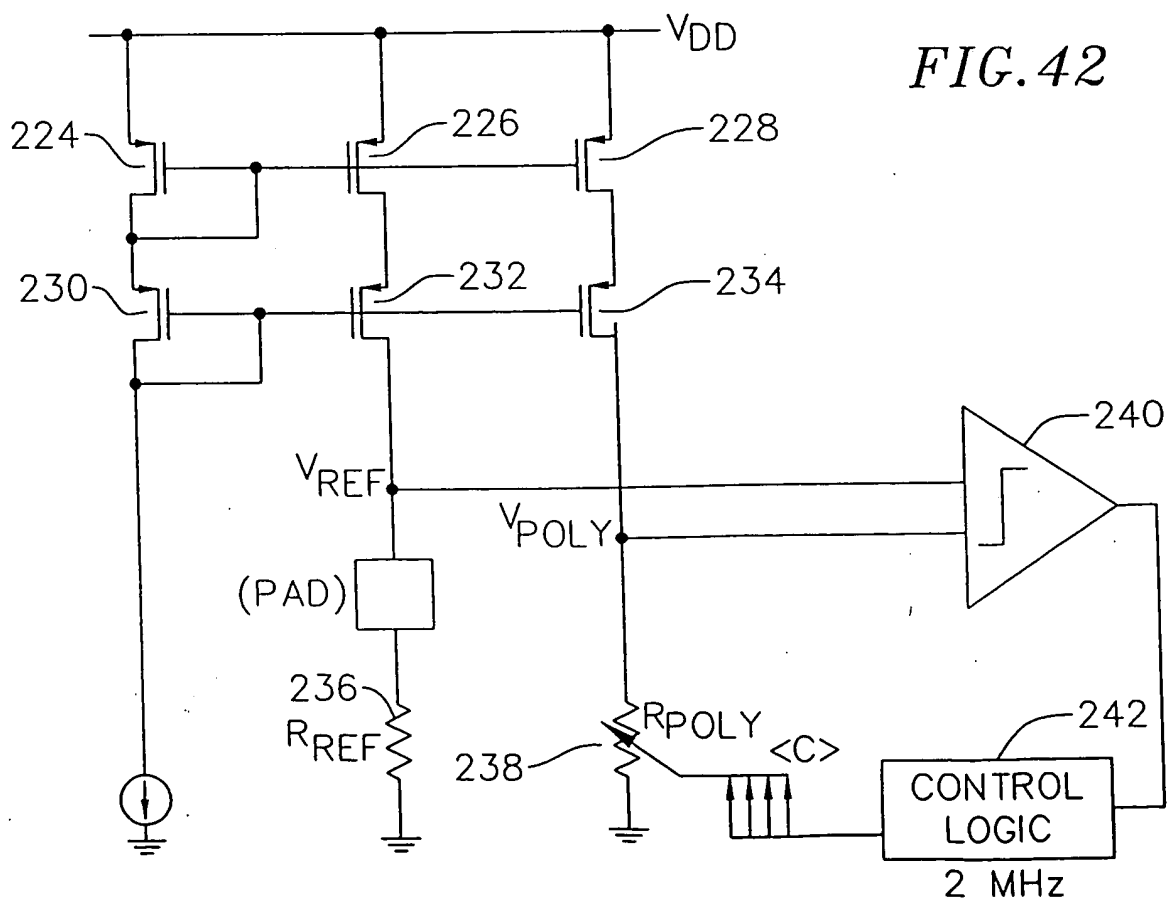 VDD
FIG.42
224
226
228
230
232
234
240
VREF
VPOLY
(PAD)
236
RREF
RPOLY
238
<C>
242
CONTROL
LOGIC
2 MHz